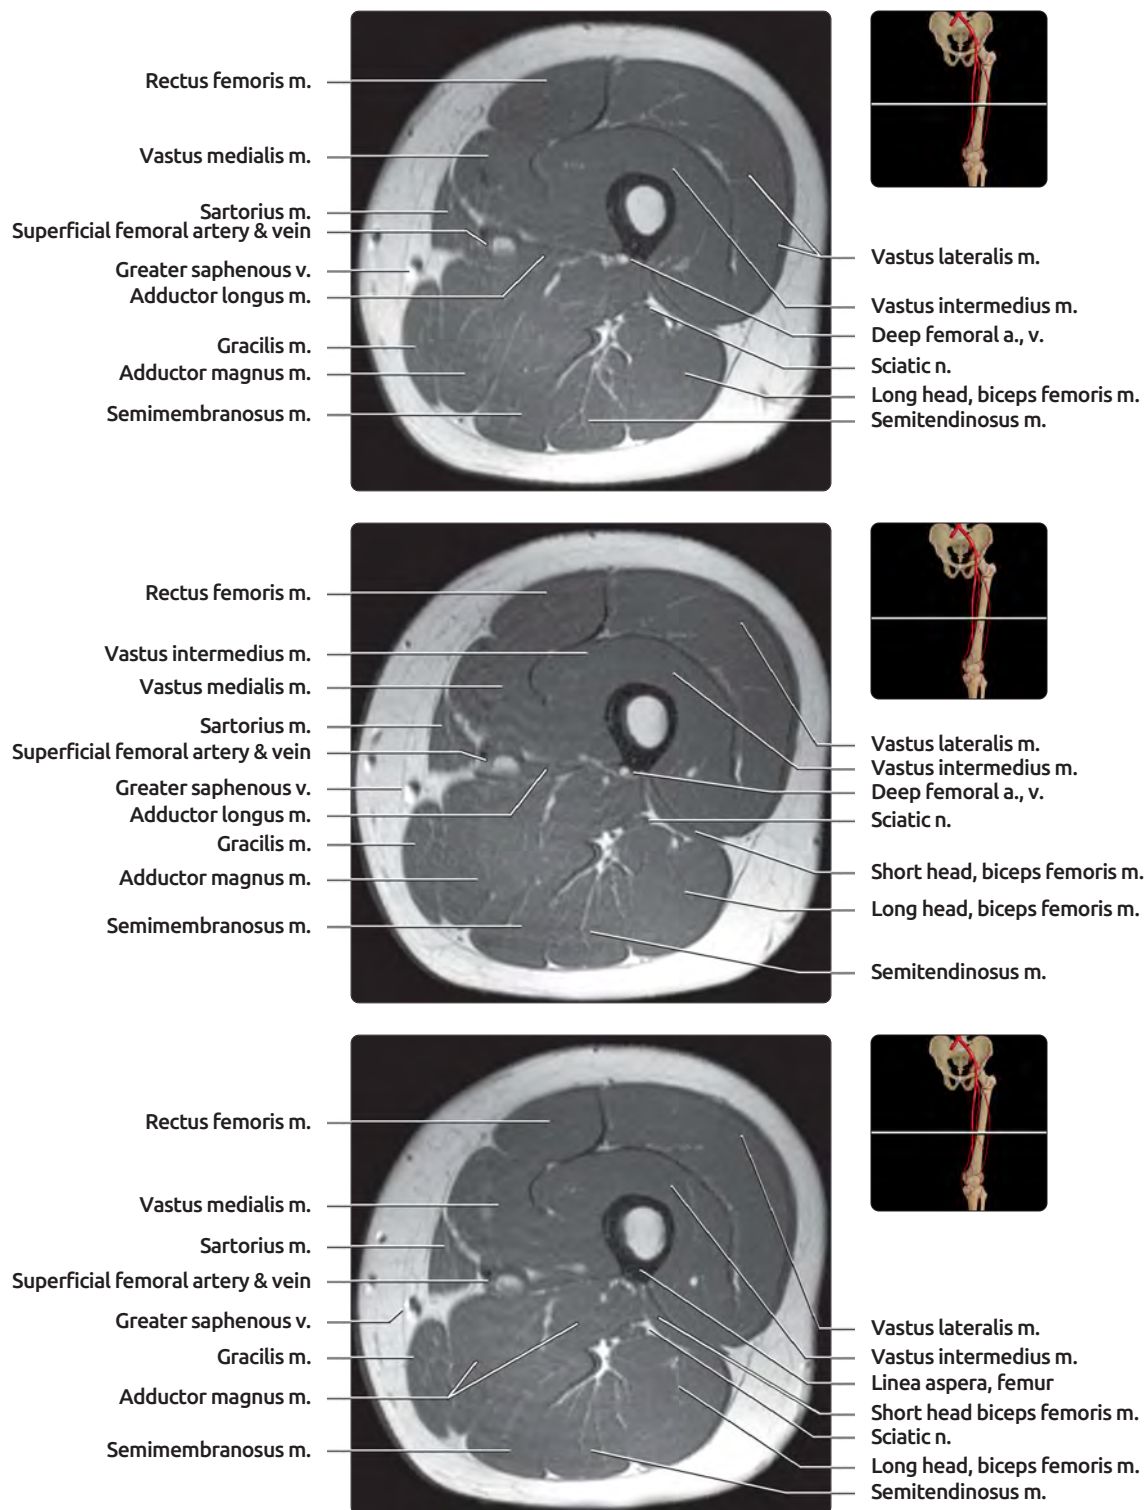 Rectus femoris m.
Vastus medialis m.
Sartorius m.
Superficial femoral artery & vein
Greater saphenous v.
Adductor longus m.
Gracilis m.
Adductor magnus m.
Semimembranosus m.
Vastus lateralis m.
Vastus intermedius m.
Deep femoral a., v.
Sciatic n.
Long head, biceps femoris m.
Semitendinosus m.
Rectus femoris m.
Vastus intermedius m.
Vastus medialis m.
Sartorius m.
Superficial femoral artery & vein
Greater saphenous v.
Adductor longus m.
Gracilis m.
Adductor magnus m.
Semimembranosus m.
Vastus lateralis m.
Vastus intermedius m.
Deep femoral a., v.
Sciatic n.
Short head, biceps femoris m.
Long head, biceps femoris m.
Semitendinosus m.
Rectus femoris m.
Vastus medialis m.
Sartorius m.
Superficial femoral artery & vein
Greater saphenous v.
Gracilis m.
Adductor magnus m.
Semimembranosus m.
Vastus lateralis m.
Vastus intermedius m.
Linea aspera, femur
Short head biceps femoris m.
Sciatic n.
Long head, biceps femoris m.
Semitendinosus m.